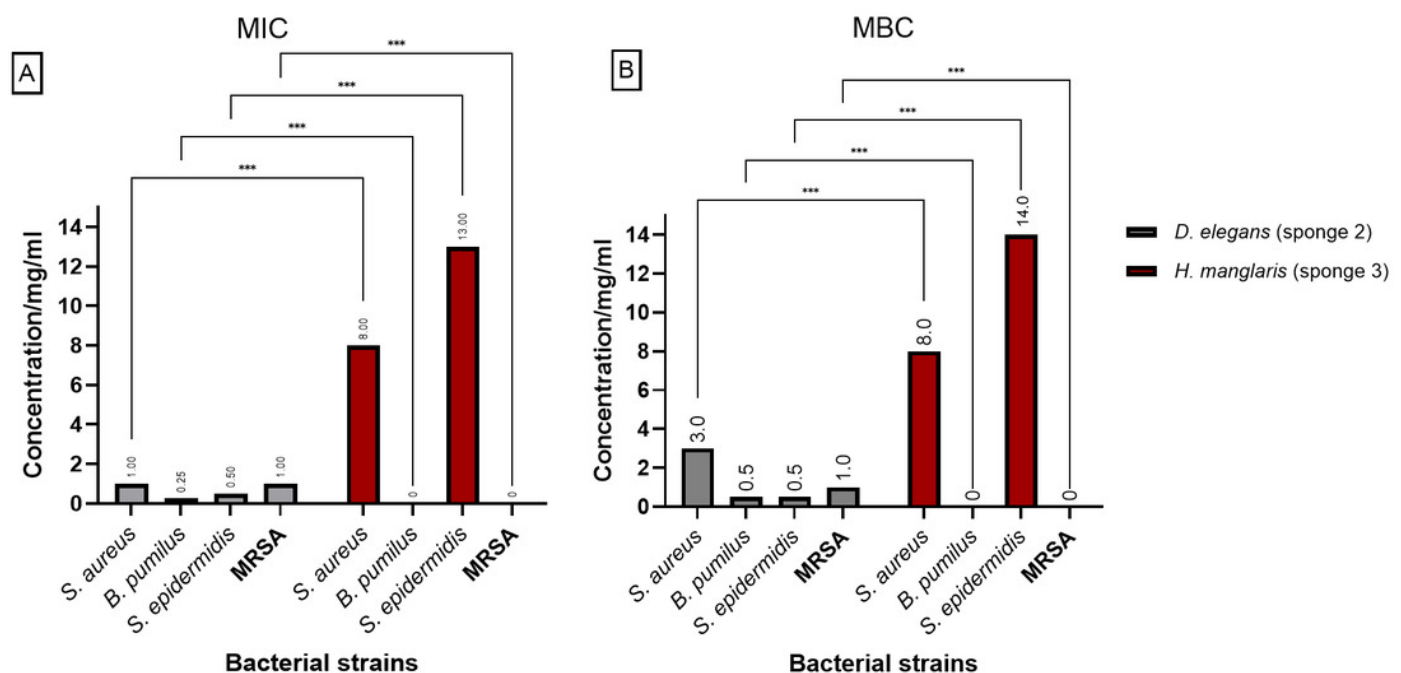 MIC
A
***
***
***
***
Concentration/mg/ml
14
12
10
8
6
4
2
0
1.00
0.25
0.50
1.00
8.00
0
13.00
0
S. aureus
B. pumilus
S. epidermidis
MRSA
S. aureus
B. pumilus
S. epidermidis
MRSA
Bacterial strains
MBC
B
***
***
***
***
Concentration/mg/ml
14
12
10
8
6
4
2
0
3.0
0.5
0.5
1.0
8.0
0
14.0
0
S. aureus
B. pumilus
S. epidermidis
MRSA
S. aureus
B. pumilus
S. epidermidis
MRSA
Bacterial strains
D. elegans (sponge 2)
H. manglaris (sponge 3)